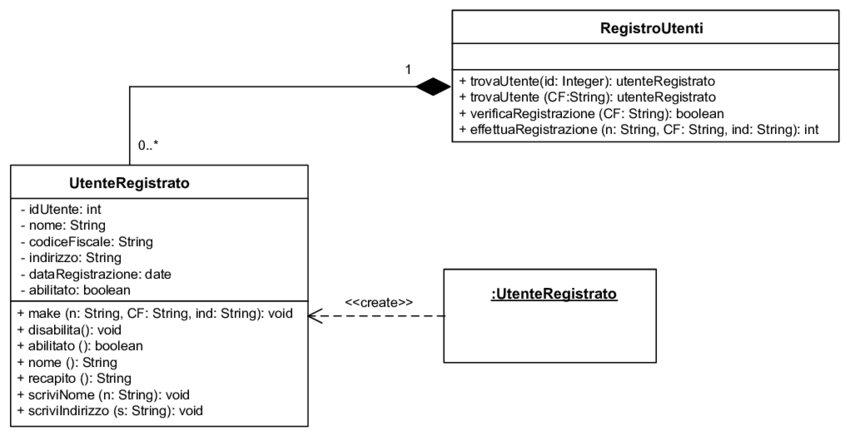 RegistroUtenti
+ trovaUtente(id: Integer): utenteRegistrato
+ trovaUtente (CF:String): utenteRegistrato
+ verificaRegistrazione (CF: String): boolean
+ effettuaRegistrazione (n: String, CF: String, ind: String): int
1
0..*
UtenteRegistrato
- idUtente: int
- nome: String
- codiceFiscale: String
- indirizzo: String
- dataRegistrazione: date
- abilitato: boolean
+ make (n: String, CF: String, ind: String): void
+ disabilita(): void
+ abilitato (): boolean
+ nome (): String
+ recapito (): String
+ scriviNome (n: String): void
+ scriviIndirizzo (s: String): void
<<create>>
:UtenteRegistrato